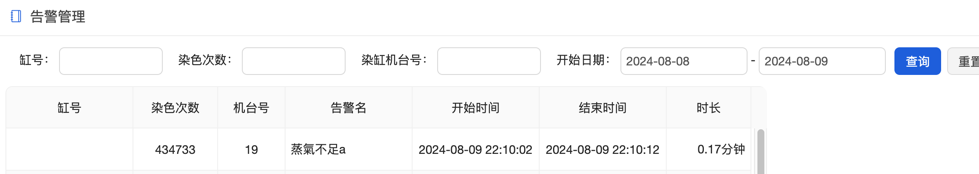 告警管理
缸号： 染色次数： 染缸机台号： 开始日期： 2024-08-08 - 2024-08-09 查询 重置
缸号 染色次数 机台号 告警名 开始时间 结束时间 时长
434733 19 蒸氣不足a 2024-08-09 22:10:02 2024-08-09 22:10:12 0.17分钟